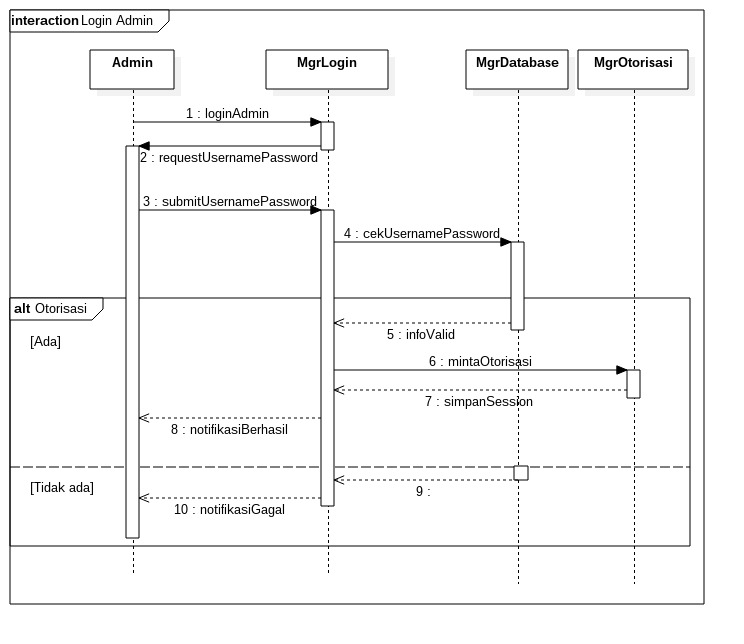 interaction Login Admin
Admin
MgrLogin
MgrDatabase
MgrOtorisasi
1 : loginAdmin
2 : requestUsernamePassword
3 : submitUsernamePassword
4 : cekUsernamePassword
alt Otorisasi
5 : infoValid
[Ada]
6 : mintaOtorisasi
7 : simpanSession
8 : notifikasiBerhasil
[Tidak ada]
9 :
10 : notifikasiGagal